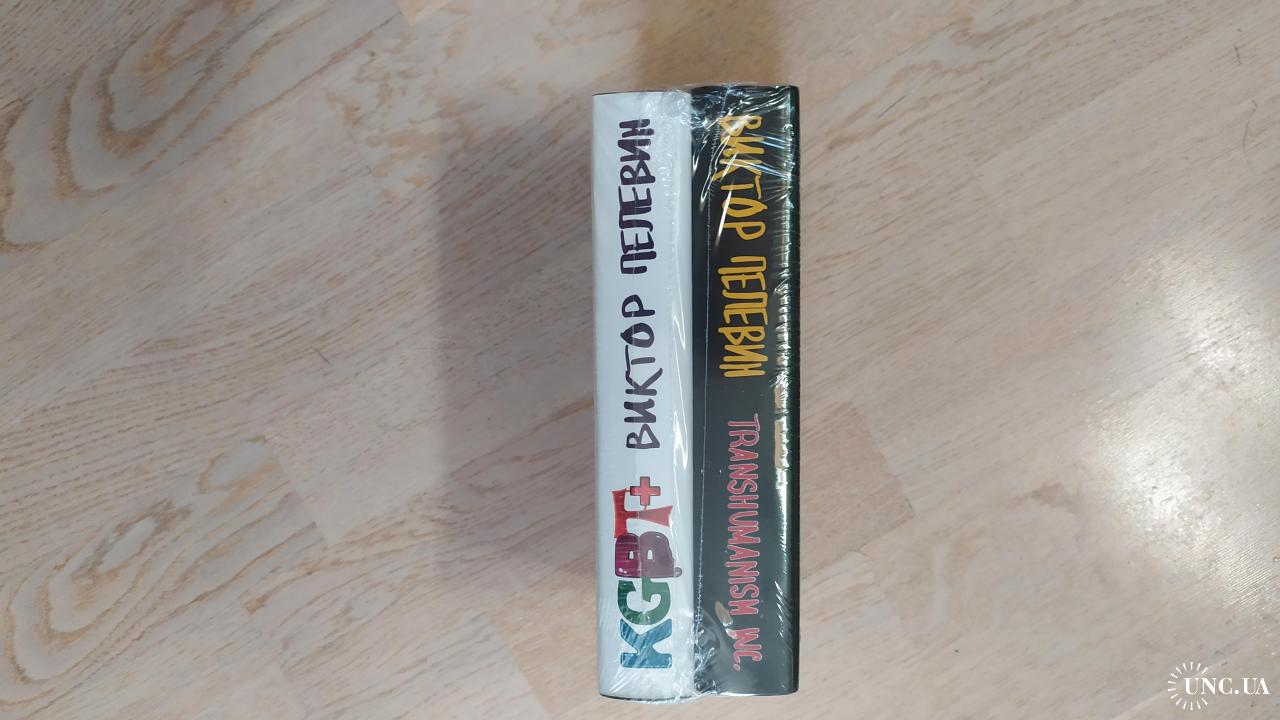 KGBT+ ВИКТОР ПЕЛЕВИН
ВИКТОР ПЕЛЕВИН TRANSHUMANISM INC.
UNC.UA